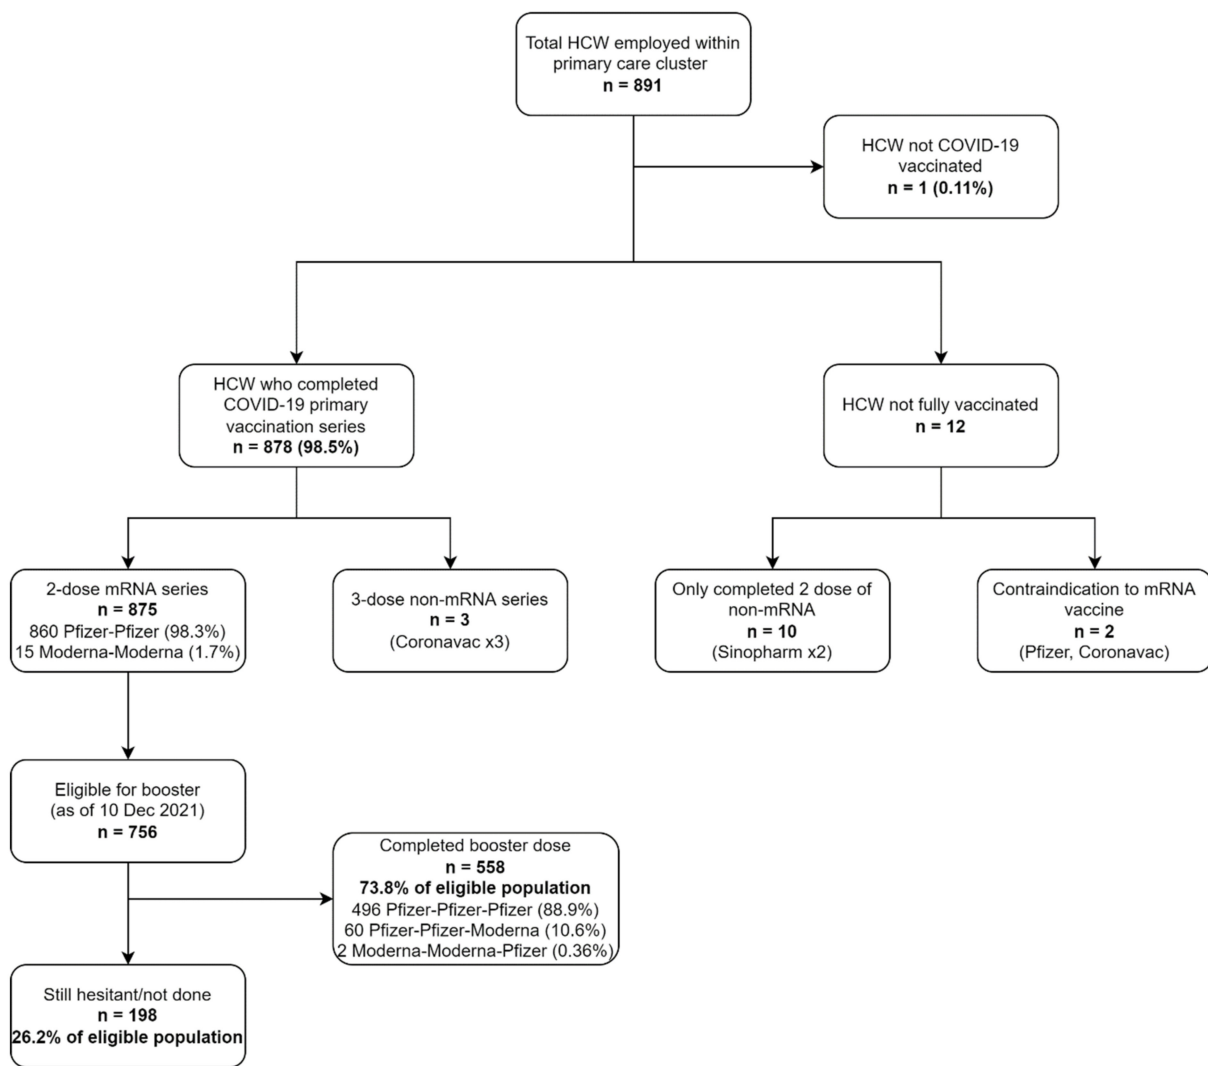 Total HCW employed within
primary care cluster
n = 891
HCW not COVID-19
vaccinated
n = 1 (0.11%)
HCW who completed
COVID-19 primary
vaccination series
n = 878 (98.5%)
HCW not fully vaccinated
n = 12
2-dose mRNA series
n = 875
860 Pfizer-Pfizer (98.3%)
15 Moderna-Moderna (1.7%)
3-dose non-mRNA series
n = 3
(Coronavac x3)
Only completed 2 dose of
non-mRNA
n = 10
(Sinopharm x2)
Contraindication to mRNA
vaccine
n = 2
(Pfizer, Coronavac)
Eligible for booster
(as of 10 Dec 2021)
n = 756
Completed booster dose
n = 558
73.8% of eligible population
496 Pfizer-Pfizer-Pfizer (88.9%)
60 Pfizer-Pfizer-Moderna (10.6%)
2 Moderna-Moderna-Pfizer (0.36%)
Still hesitant/not done
n = 198
26.2% of eligible population